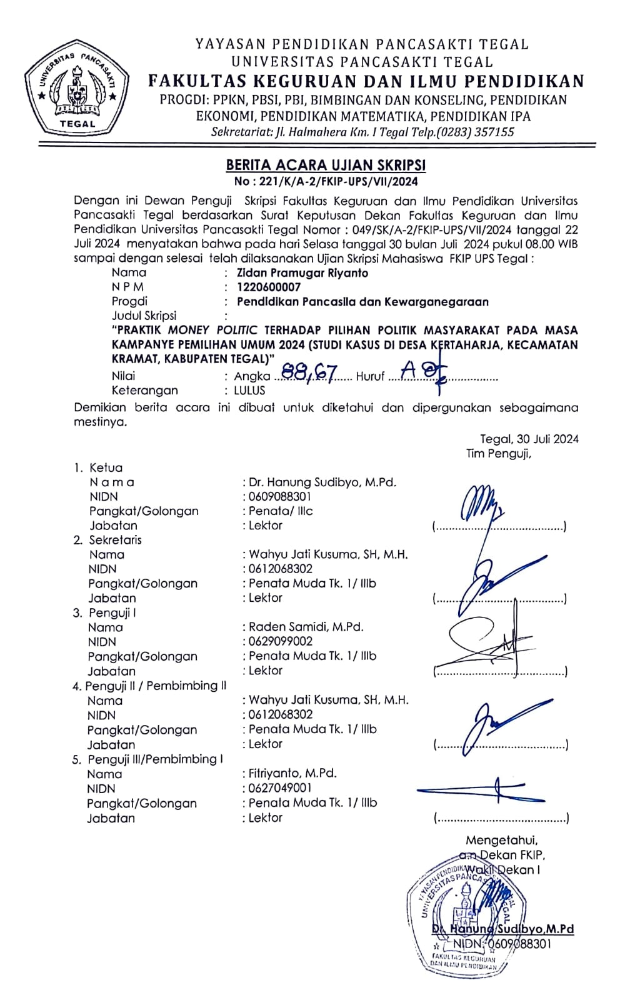 UNIVERSITAS PANCASAKTI
TEGAL
YAYASAN PENDIDIKAN PANCASAKTI TEGAL
UNIVERSITAS PANCASAKTI TEGAL
FAKULTAS KEGURUAN DAN ILMU PENDIDIKAN
PROGDI: PPKN, PBSI, PBI, BIMBINGAN DAN KONSELING, PENDIDIKAN
EKONOMI, PENDIDIKAN MATEMATIKA, PENDIDIKAN IPA
Sekretariat: Jl. Halmahera Km. I Tegal Telp.(0283) 357155
BERITA ACARA UJIAN SKRIPSI
No : 221/K/A-2/FKIP-UPS/VII/2024
Dengan ini Dewan Penguji Skripsi Fakultas Keguruan dan Ilmu Pendidikan Universitas
Pancasakti Tegal berdasarkan Surat Keputusan Dekan Fakultas Keguruan dan Ilmu
Pendidikan Universitas Pancasakti Tegal Nomor : 049/SK/A-2/FKIP-UPS/VII/2024 tanggal 22
Juli 2024 menyatakan bahwa pada hari Selasa tanggal 30 bulan Juli 2024 pukul 08.00 WIB
sampai dengan selesai telah dilaksanakan Ujian Skripsi Mahasiswa FKIP UPS Tegal :
Nama : Zidan Pramugar Riyanto
N P M : 1220600007
Progdi : Pendidikan Pancasila dan Kewarganegaraan
Judul Skripsi :
"PRAKTIK MONEY POLITIC TERHADAP PILIHAN POLITIK MASYARAKAT PADA MASA
KAMPANYE PEMILIHAN UMUM 2024 (STUDI KASUS DI DESA KERTAHARJA, KECAMATAN
KRAMAT, KABUPATEN TEGAL)"
Nilai : Angka ...88,67... Huruf ...A...
Keterangan : LULUS
Demikian berita acara ini dibuat untuk diketahui dan dipergunakan sebagaimana
mestinya.
Tegal, 30 Juli 2024
Tim Penguji,
1. Ketua
N a m a : Dr. Hanung Sudibyo, M.Pd.
NIDN : 0609088301
Pangkat/Golongan : Penata/ IIIc
Jabatan : Lektor (....................................)
2. Sekretaris
Nama : Wahyu Jati Kusuma, SH, M.H.
NIDN : 0612068302
Pangkat/Golongan : Penata Muda Tk. 1/ IIIb
Jabatan : Lektor (....................................)
3. Penguji I
Nama : Raden Samidi, M.Pd.
NIDN : 0629099002
Pangkat/Golongan : Penata Muda Tk. 1/ IIIb
Jabatan : Lektor (....................................)
4. Penguji II / Pembimbing II
Nama : Wahyu Jati Kusuma, SH, M.H.
NIDN : 0612068302
Pangkat/Golongan : Penata Muda Tk. 1/ IIIb
Jabatan : Lektor (....................................)
5. Penguji III/Pembimbing I
Nama : Fitriyanto, M.Pd.
NIDN : 0627049001
Pangkat/Golongan : Penata Muda Tk. 1/ IIIb
Jabatan : Lektor (....................................)
Mengetahui,
a.n Dekan FKIP,
Wakil Dekan I
YAYASAN PENDIDIKAN PANCASAKTI TEGAL
UNIVERSITAS PANCASAKTI TEGAL
Dr. Hanung Sudibyo,M.Pd
NIDN. 0609088301
FAKULTAS KEGURUAN
DAN ILMU PENDIDIKAN